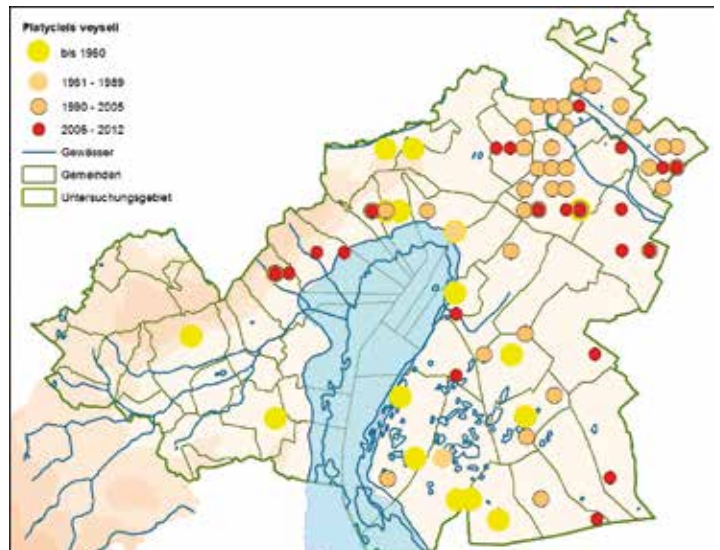 Platycleis veyseli
bis 1960
1961 - 1989
1990 - 2005
2006 - 2012
Gewässer
Gemeinden
Untersuchungsgebiet